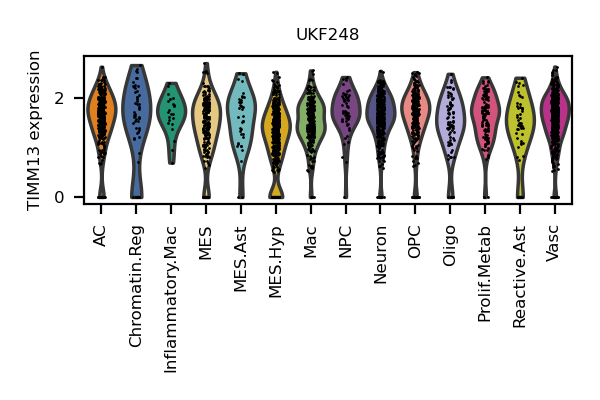 UKF248
TIMM13 expression
2
0
AC
Chromatin.Reg
Inflammatory.Mac
MES
MES.Ast
MES.Hyp
Mac
NPC
Neuron
OPC
Oligo
Prolif.Metab
Reactive.Ast
Vasc